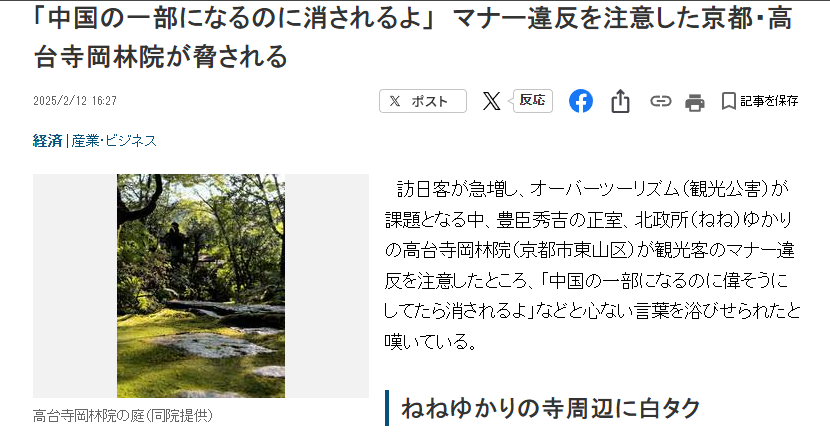 「中国の一部になるのに消されるよ」 マナー違反を注意した京都・高
台寺岡林院が脅される
2025/2/12 16:27
ポスト
反応
記事を保存
経済 | 産業・ビジネス
訪日客が急増し、オーバーツーリズム（観光公害）が
課題となる中、豊臣秀吉の正室、北政所（ねね）ゆかり
の高台寺岡林院（京都市東山区）が観光客のマナー違
反を注意したところ、「中国の一部になるのに偉そうに
してたら消されるよ」などと心ない言葉を浴びせられたと
嘆いている。
高台寺岡林院の庭（同院提供）
ねねゆかりの寺周辺に白タク